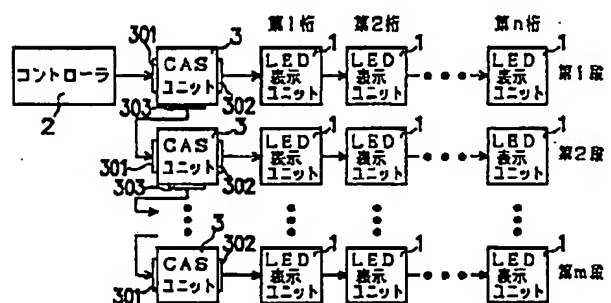 第1桁 第2桁 第n桁
301 3 1 1 1
コントローラ CAS ユニット LED 表示 ユニット LED 表示 ユニット LED 表示 ユニット 第1段
2 303 302
3 1 1 1
CAS ユニット LED 表示 ユニット LED 表示 ユニット LED 表示 ユニット 第2段
301 303 302
3 302 1 1 1
CAS ユニット LED 表示 ユニット LED 表示 ユニット LED 表示 ユニット 第m段
301